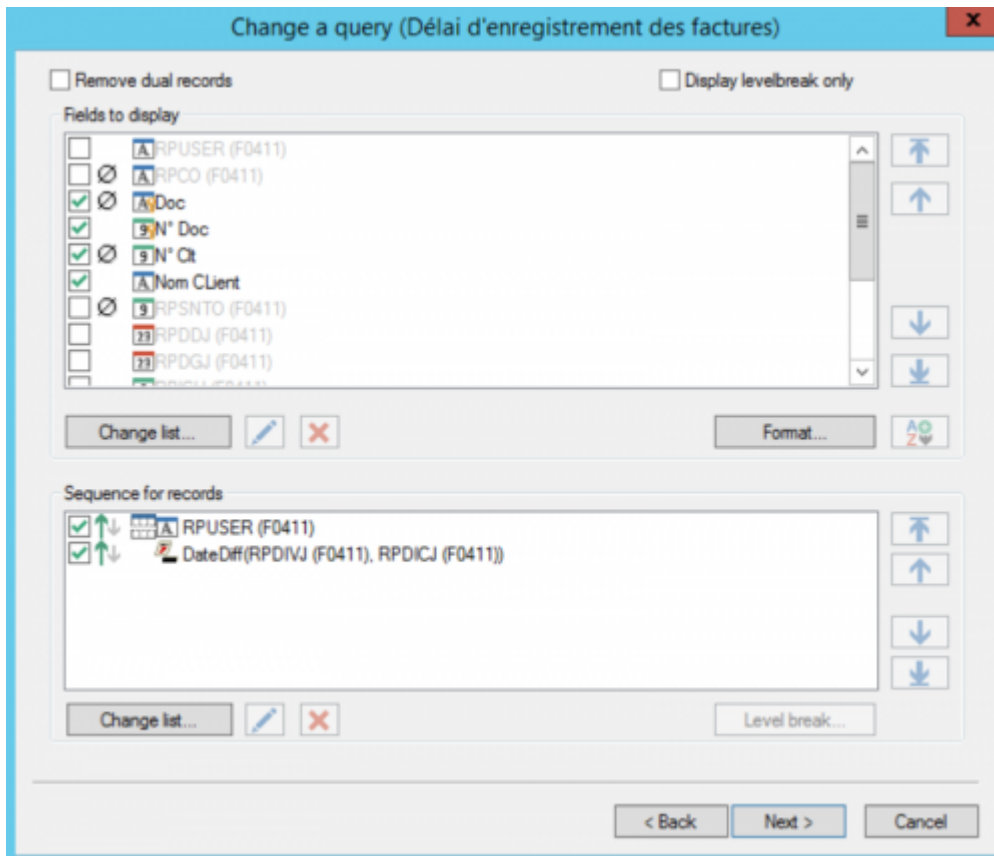 Change a query (Délai d'enregistrement des factures)
Remove dual records
Display levelbreak only
Fields to display
RPUSER (F0411)
RPCO (F0411)
Doc
N° Doc
N° Clt
Nom CLient
RPSNTO (F0411)
RPDDJ (F0411)
RPDGJ (F0411)
Change list...
Format...
Sequence for records
RPUSER (F0411)
DateDiff(RPDIVJ (F0411), RPDICJ (F0411))
Change list...
Level break...
< Back
Next >
Cancel